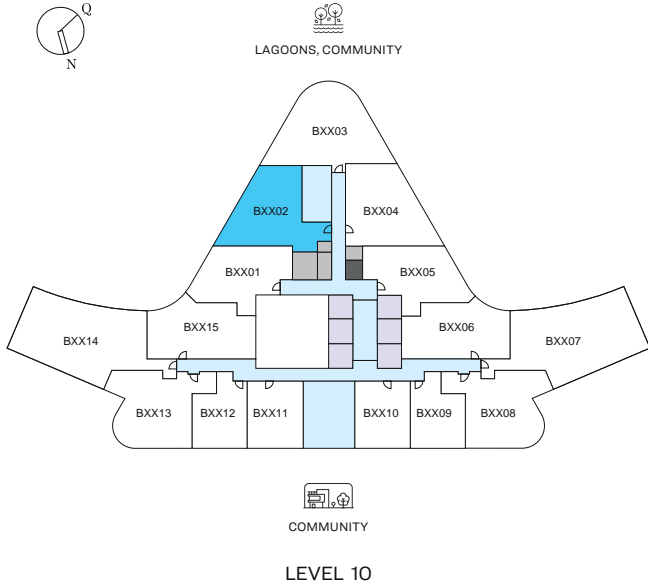 Q
N
LAGOONS, COMMUNITY
BXX03
BXX02
BXX04
BXX01
BXX05
BXX15
BXX06
BXX14
BXX07
BXX13
BXX12
BXX11
BXX10
BXX09
BXX08
COMMUNITY
LEVEL 10